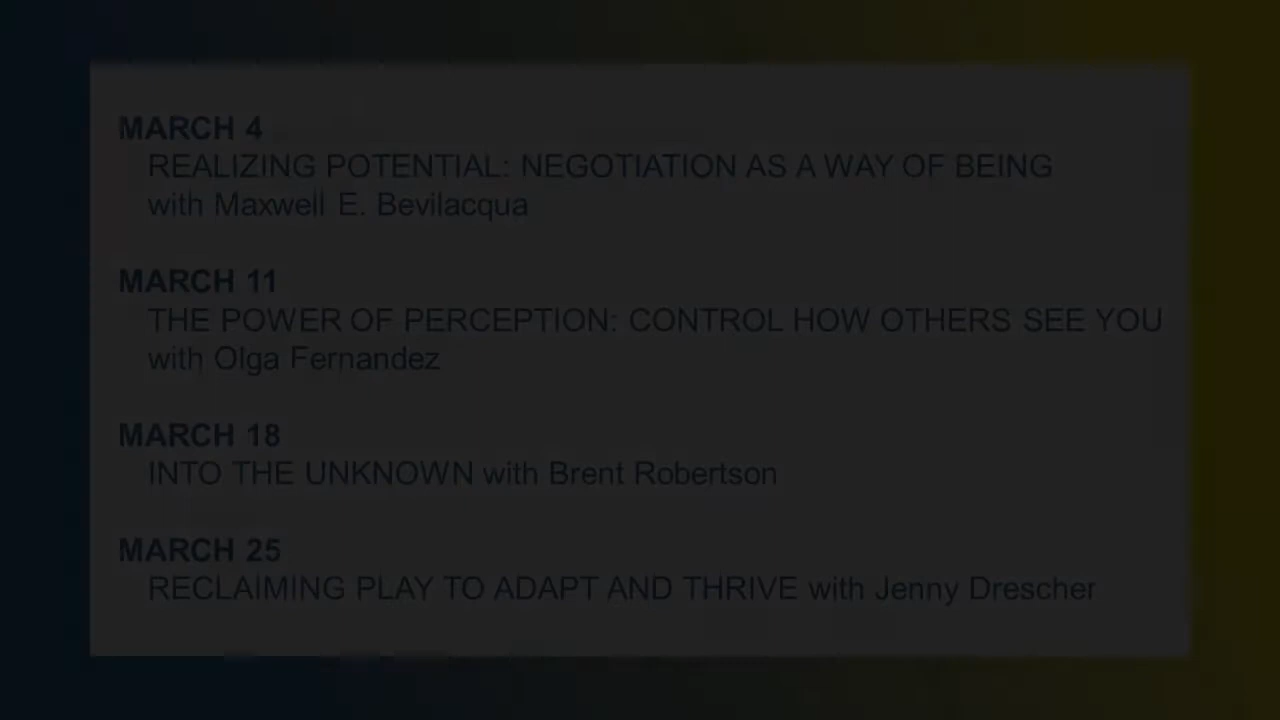 MARCH 4
REALIZING POTENTIAL: NEGOTIATION AS A WAY OF BEING
with Maxwell E. Bevilacqua
MARCH 11
THE POWER OF PERCEPTION: CONTROL HOW OTHERS SEE YOU
with Olga Fernandez
MARCH 18
INTO THE UNKNOWN with Brent Robertson
MARCH 25
RECLAIMING PLAY TO ADAPT AND THRIVE with Jenny Drescher